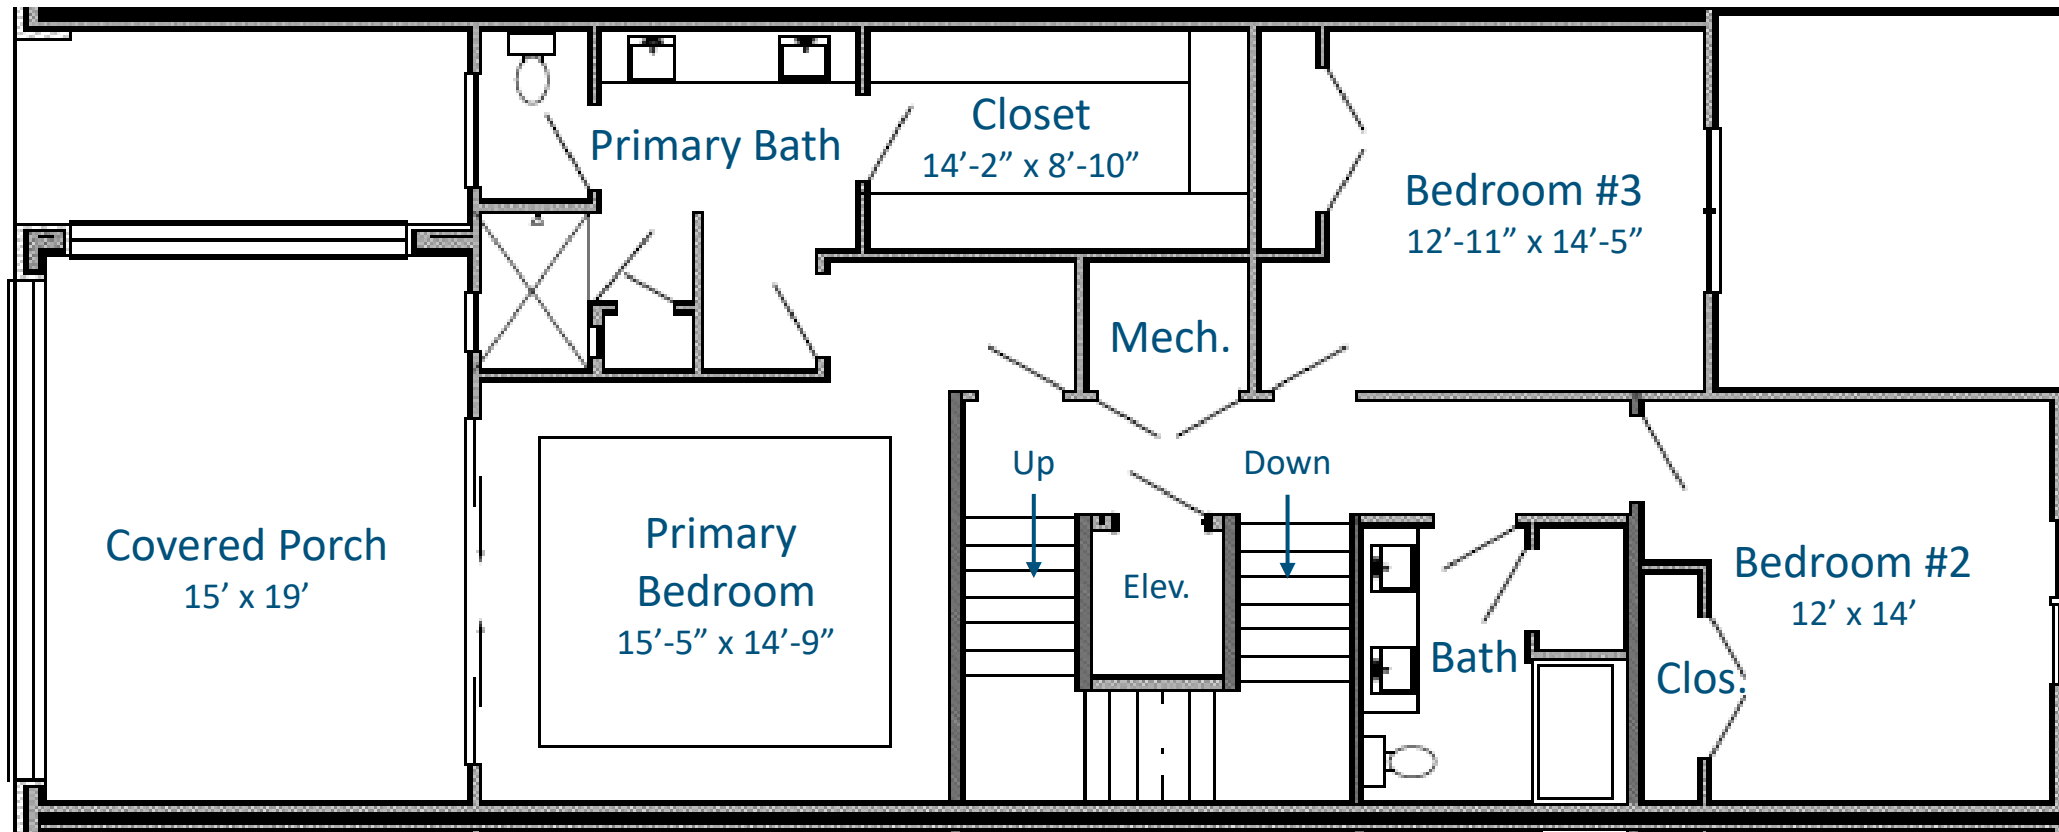 Primary Bath
Closet
14’-2” x 8’-10”
Bedroom #3
12’-11” x 14’-5”
Mech.
Up
Down
Covered Porch
15’ x 19’
Primary
Bedroom
15’-5” x 14’-9”
Elev.
Bath
Bedroom #2
12’ x 14’
Clos.